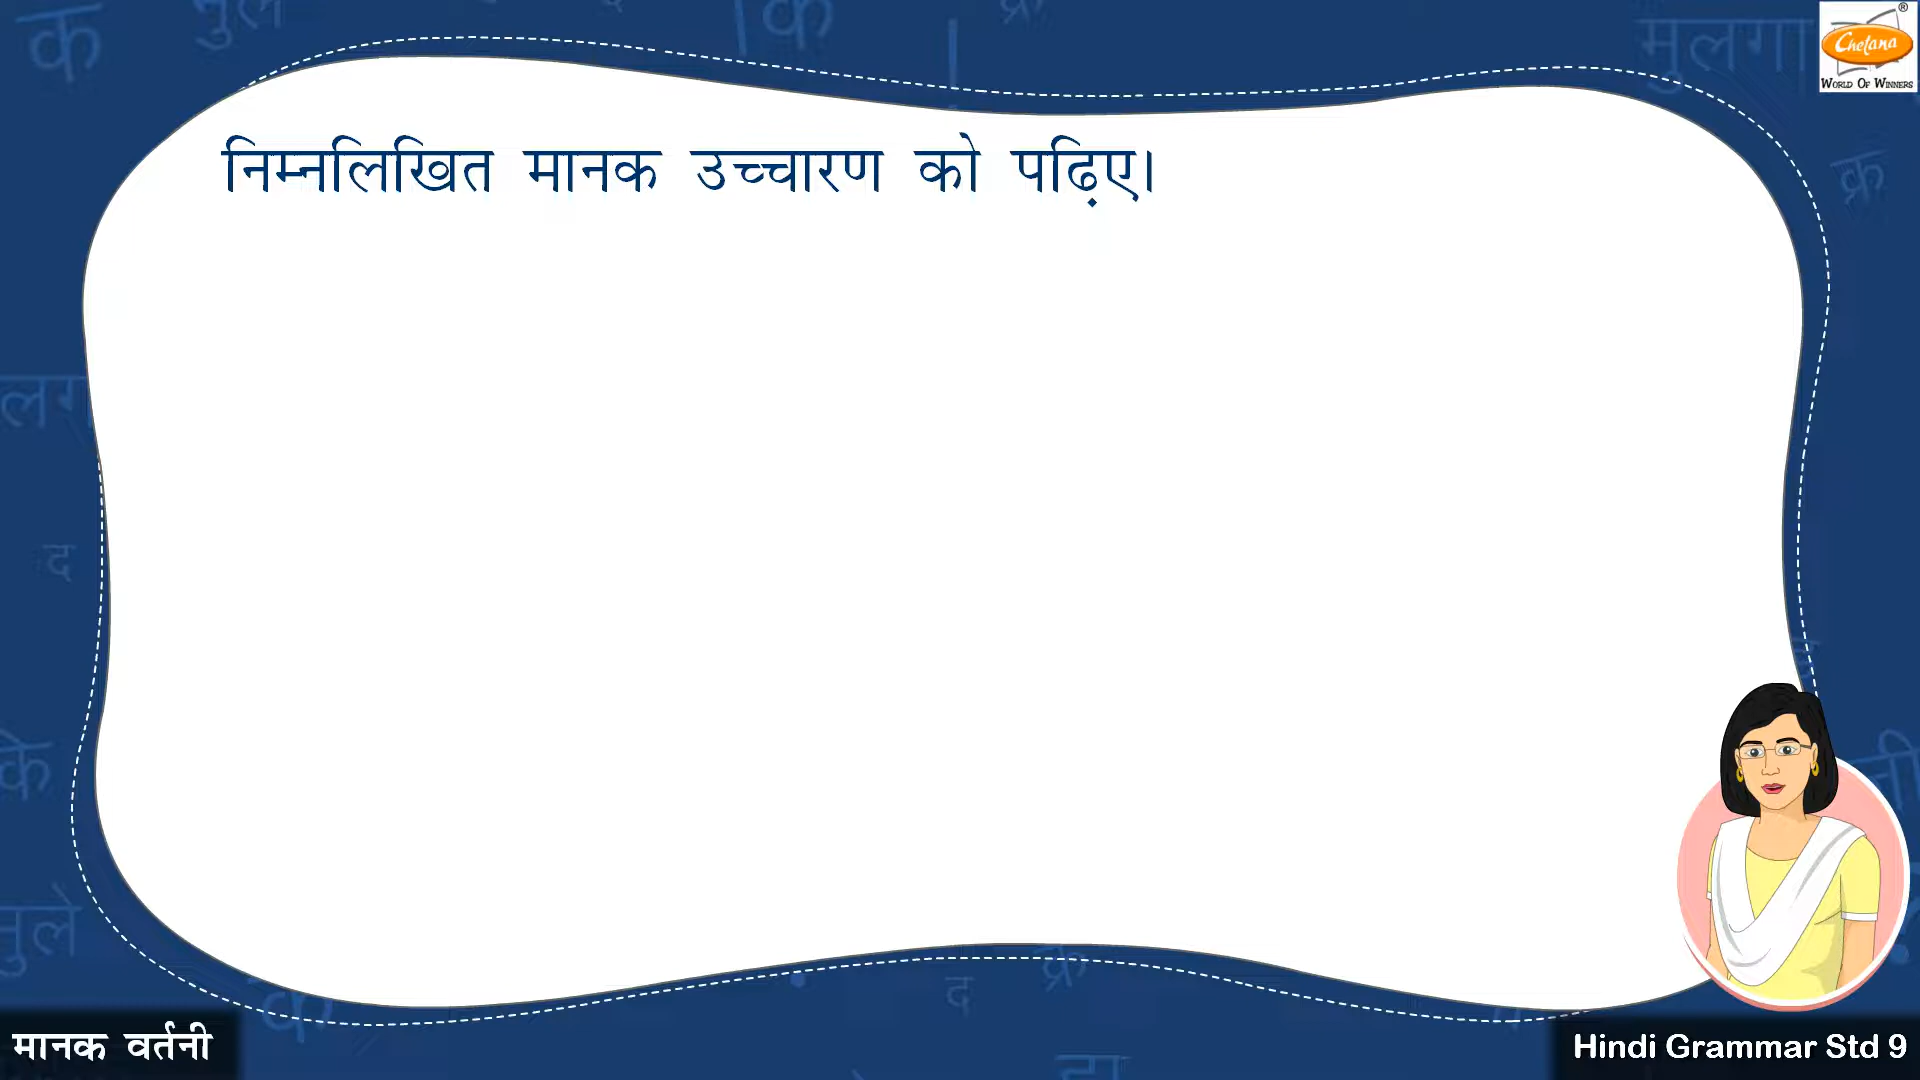 Chetana
WORLD OF WINNERS
निम्नलिखित मानक उच्चारण को पढ़िए।
मानक वर्तनी
Hindi Grammar Std 9